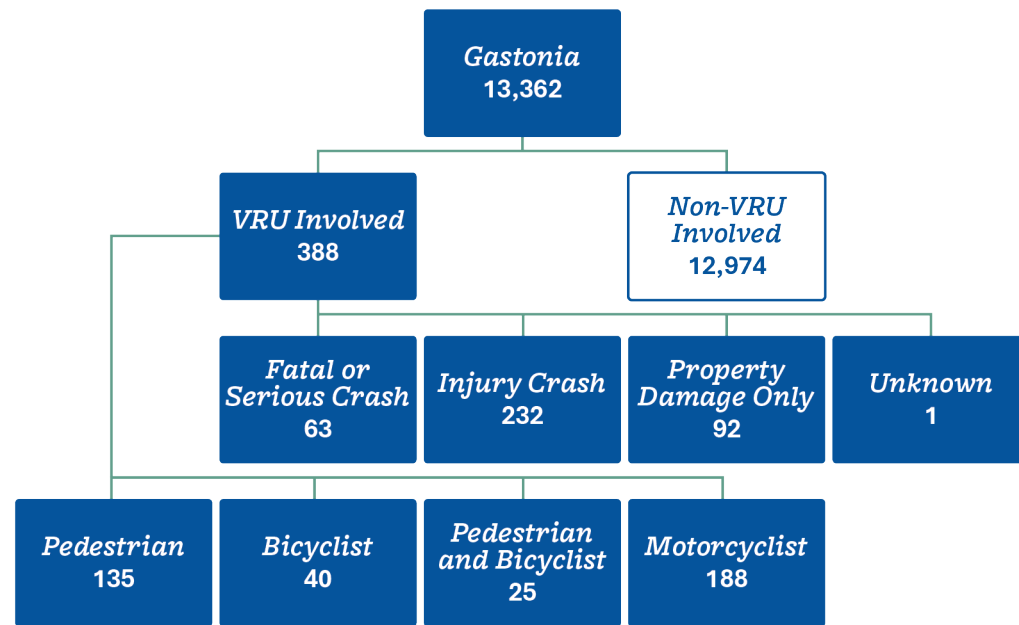 Gastonia
13,362
VRU Involved
388
Non-VRU
Involved
12,974
Fatal or
Serious Crash
63
Injury Crash
232
Property
Damage Only
92
Unknown
1
Pedestrian
135
Bicyclist
40
Pedestrian
and Bicyclist
25
Motorcyclist
188